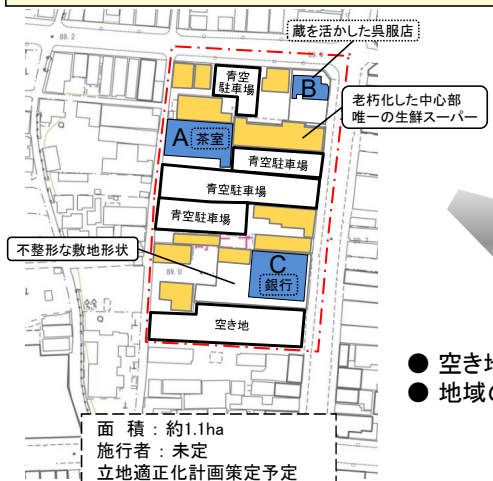 蔵を活かした呉服店
88.2
青空
駐車場
B
老朽化した中心部
唯一の生鮮スーパー
A 茶室
青空駐車場
青空駐車場
青空駐車場
不整形な敷地形状
89.0
C
銀行
空き地
● 空き地
● 地域の
面 積 : 約1.1ha
施行者 : 未定
立地適正化計画策定予定